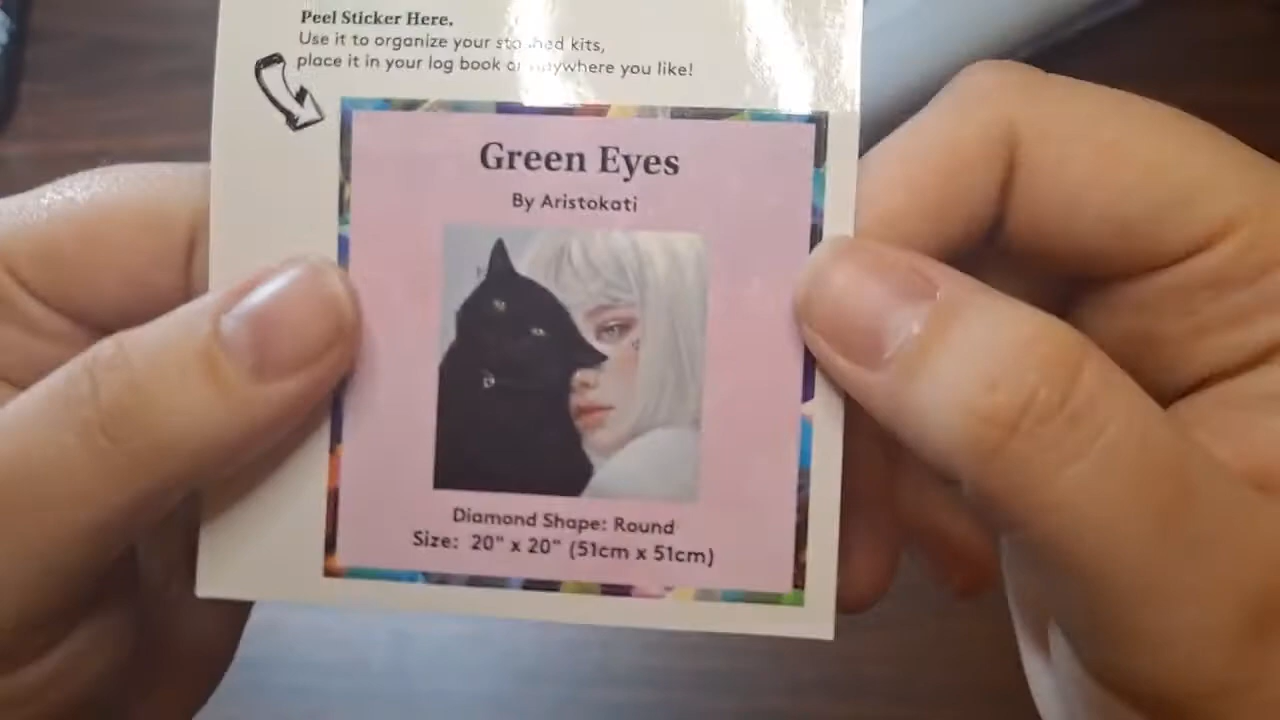 Peel Sticker Here,
Use it to organize your kits,
place it in your log book or anywhere you like!
Green Eyes
By Aristokati
Diamond Shape: Round
Size: 20" x 20" (51cm x 51cm)